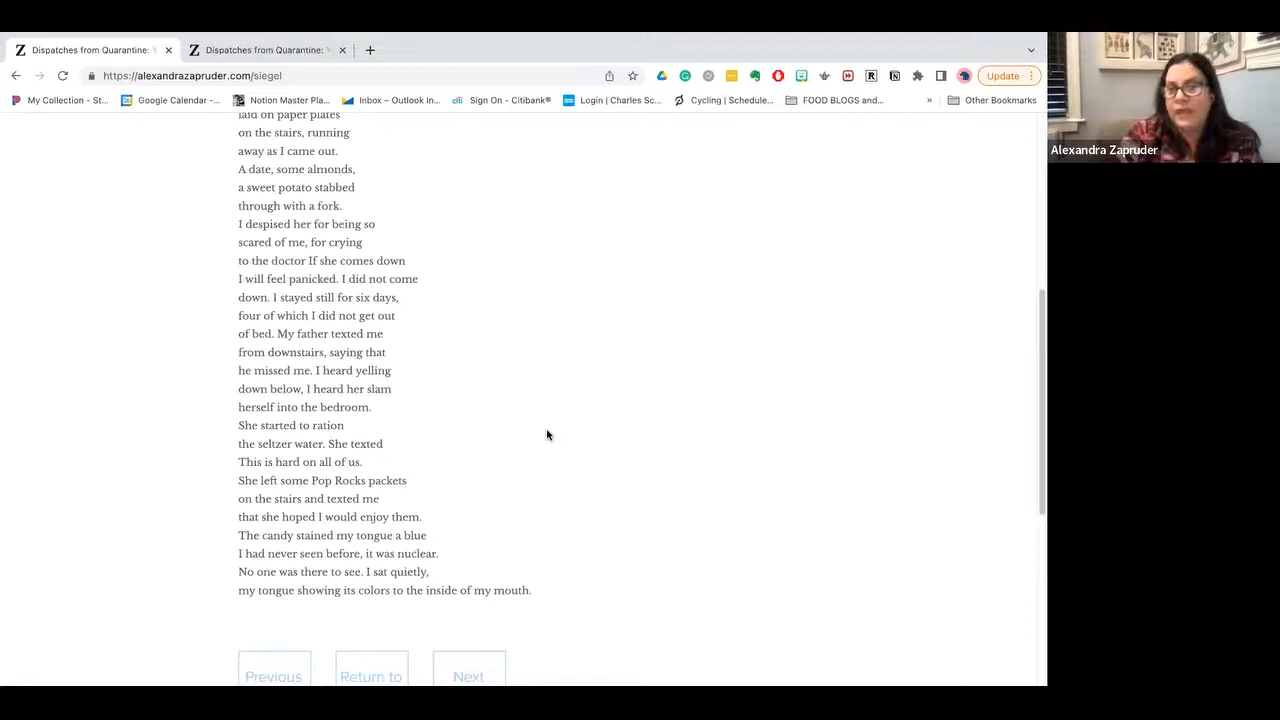 Dispatches from Quarantine:
Dispatches from Quarantine:
https://alexandrazapruder.com/siegel
Update
My Collection - St...
Google Calendar -...
Notion Master Pla...
Inbox – Outlook In...
Sign On - Citibank®
Login | Charles Sc...
Cycling | Schedule...
FOOD BLOGS and...
»
Other Bookmarks
Alexandra Zapruder
laid on paper plates
on the stairs, running
away as I came out.
A date, some almonds,
a sweet potato stabbed
through with a fork.
I despised her for being so
scared of me, for crying
to the doctor If she comes down
I will feel panicked. I did not come
down. I stayed still for six days,
four of which I did not get out
of bed. My father texted me
from downstairs, saying that
he missed me. I heard yelling
down below, I heard her slam
herself into the bedroom.
She started to ration
the seltzer water. She texted
This is hard on all of us.
She left some Pop Rocks packets
on the stairs and texted me
that she hoped I would enjoy them.
The candy stained my tongue a blue
I had never seen before, it was nuclear.
No one was there to see. I sat quietly,
my tongue showing its colors to the inside of my mouth.
Previous
Return to
Next